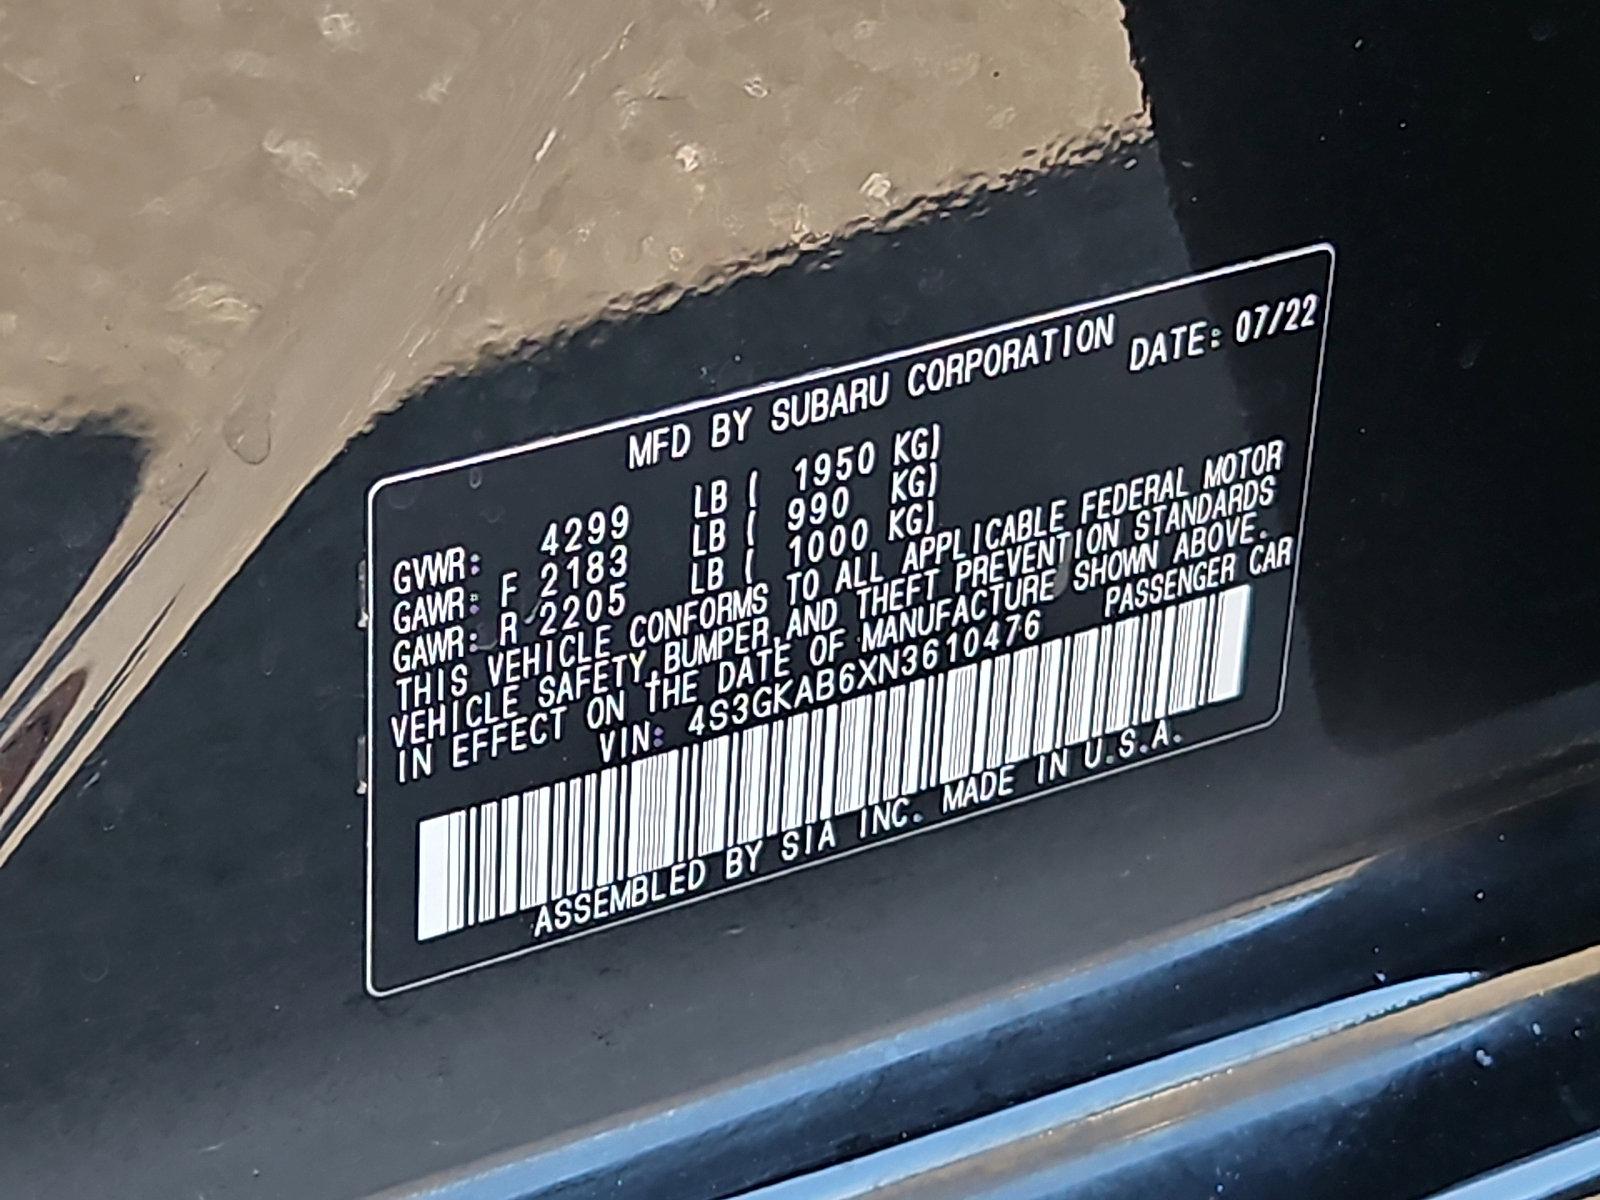 MFD BY SUBARU CORPORATION DATE: 07/22
GVWR: 4299 LB ( 1950 KG)
GAWR: F 2183 LB ( 990 KG)
GAWR: R 2205 LB ( 1000 KG)
THIS VEHICLE CONFORMS TO ALL APPLICABLE FEDERAL MOTOR
VEHICLE SAFETY,BUMPER,AND THEFT PREVENTION STANDARDS
IN EFFECT ON THE DATE OF MANUFACTURE SHOWN ABOVE.
VIN: 4S3GKAB6XN3610476 PASSENGER CAR
ASSEMBLED BY SIA INC. MADE IN U.S.A.